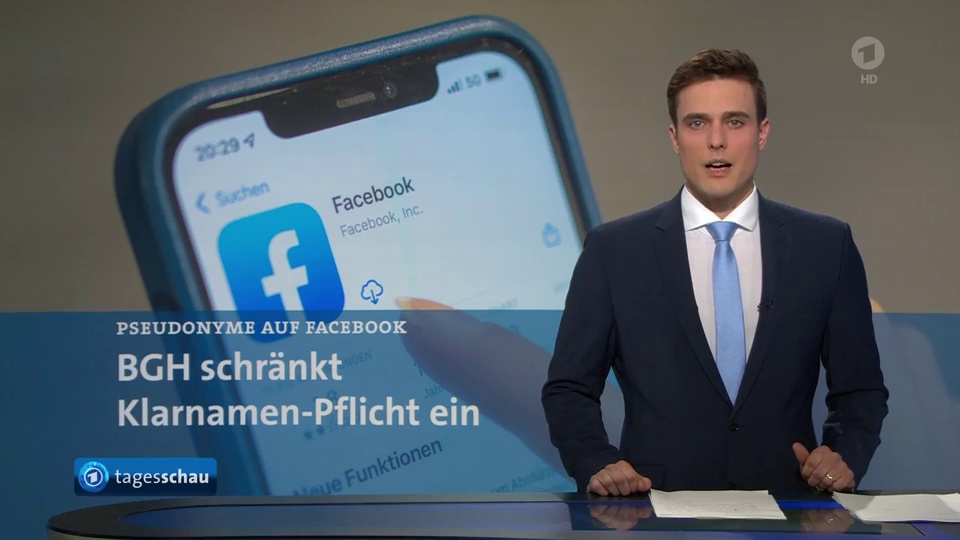 HD
20:29
5G
Suchen
Facebook
Facebook, Inc.
PSEUDONYME AUF FACEBOOK
BGH schränkt
Klarnamen-Pflicht ein
Neue Funktionen
tagesschau